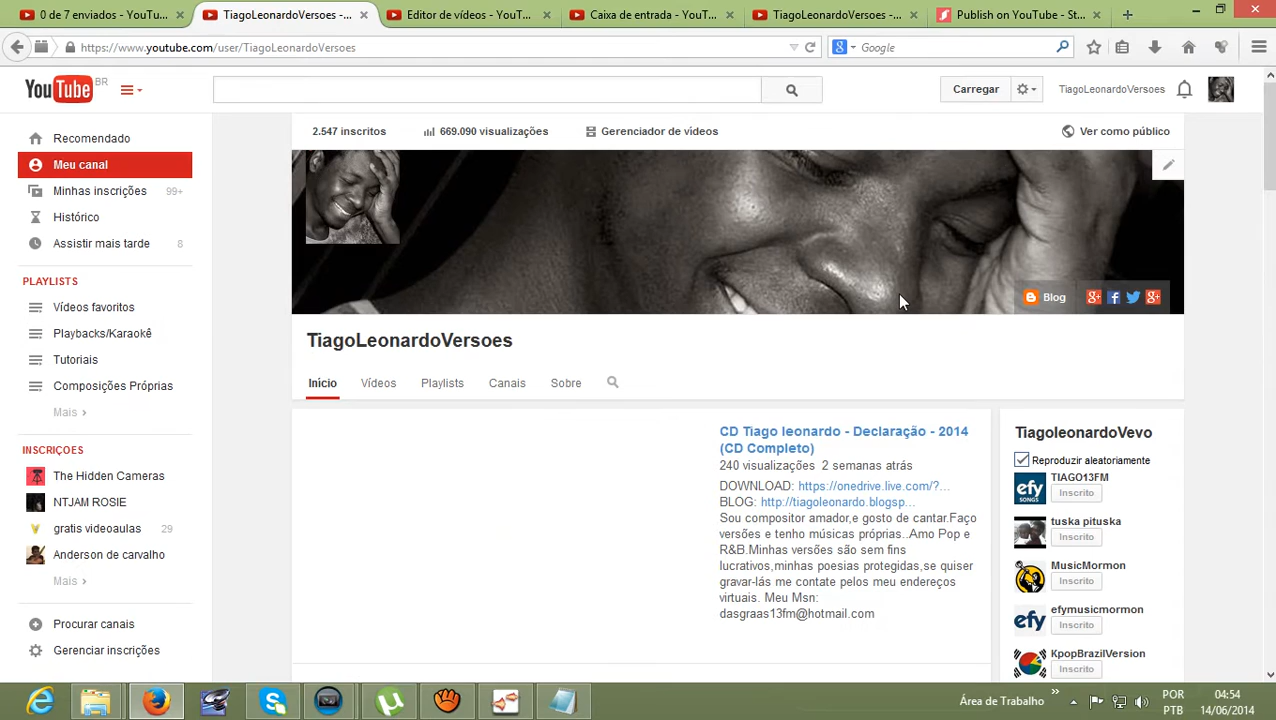 0 de 7 enviados - YouTu...
TiagoLeonardoVersoes - ...
Editor de vídeos - YouT...
Caixa de entrada - YouT...
TiagoLeonardoVersoes - ...
Publish on YouTube - St...
https://www.youtube.com/user/TiagoLeonardoVersoes
Google
YouTube BR
Carregar
TiagoLeonardoVersoes
2.547 inscritos
669.090 visualizações
Gerenciador de vídeos
Ver como público
Recomendado
Meu canal
Minhas inscrições 99+
Histórico
Assistir mais tarde 8
PLAYLISTS
Vídeos favoritos
Playbacks/Karaokê
Tutoriais
Composições Próprias
Mais
INSCRIÇÕES
The Hidden Cameras
NTJAM ROSIE
gratis videoaulas 29
Anderson de carvalho
Mais
Procurar canais
Gerenciar inscrições
Blog
TiagoLeonardoVersoes
Início
Vídeos
Playlists
Canais
Sobre
CD Tiago leonardo - Declaração - 2014
(CD Completo)
240 visualizações 2 semanas atrás
DOWNLOAD: https://onedrive.live.com/?...
BLOG: http://tiagoleonardo.blogsp...
Sou compositor amador,e gosto de cantar.Faço
versões e tenho músicas próprias..Amo Pop e
R&B.Minhas versões são sem fins
lucrativos,minhas poesias protegidas,se quiser
gravar-lás me contate pelos meu endereços
virtuais. Meu Msn:
dasgraas13fm@hotmail.com
TiagoleonardoVevo
Reproduzir aleatoriamente
efy SONGS
TIAGO13FM
Inscrito
tuska pituska
Inscrito
MusicMormon
Inscrito
efy
efymusicmormon
Inscrito
KpopBrazilVersion
Inscrito
Área de Trabalho
POR
PTB
04:54
14/06/2014